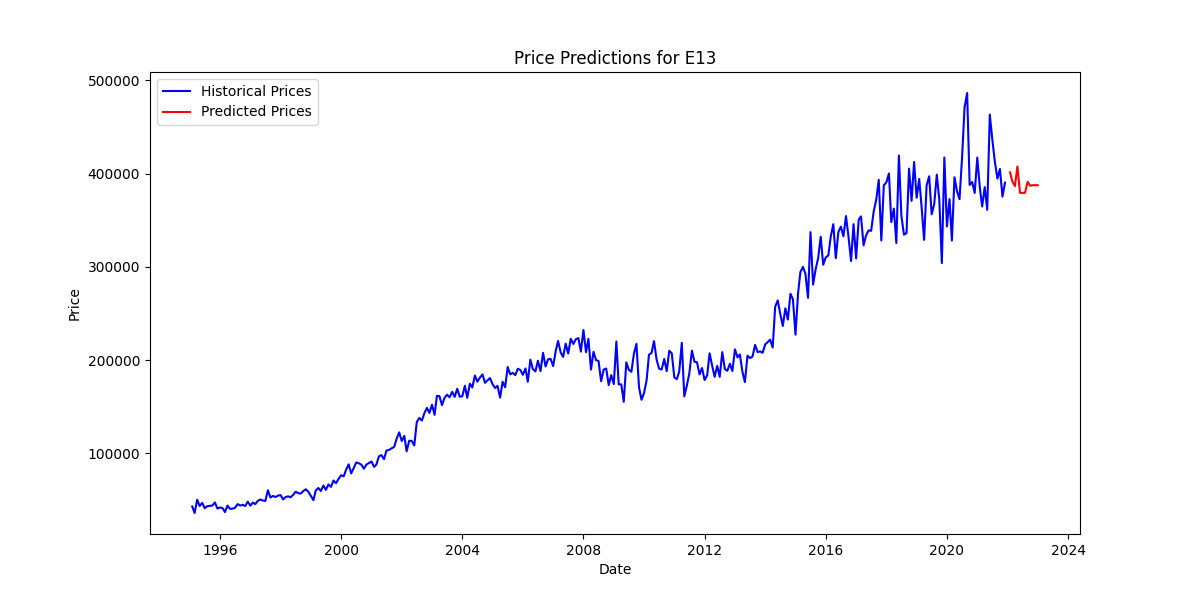 Price Predictions for E13
Historical Prices
Predicted Prices
500000
400000
300000
200000
100000
Price
1996 2000 2004 2008 2012 2016 2020 2024
Date